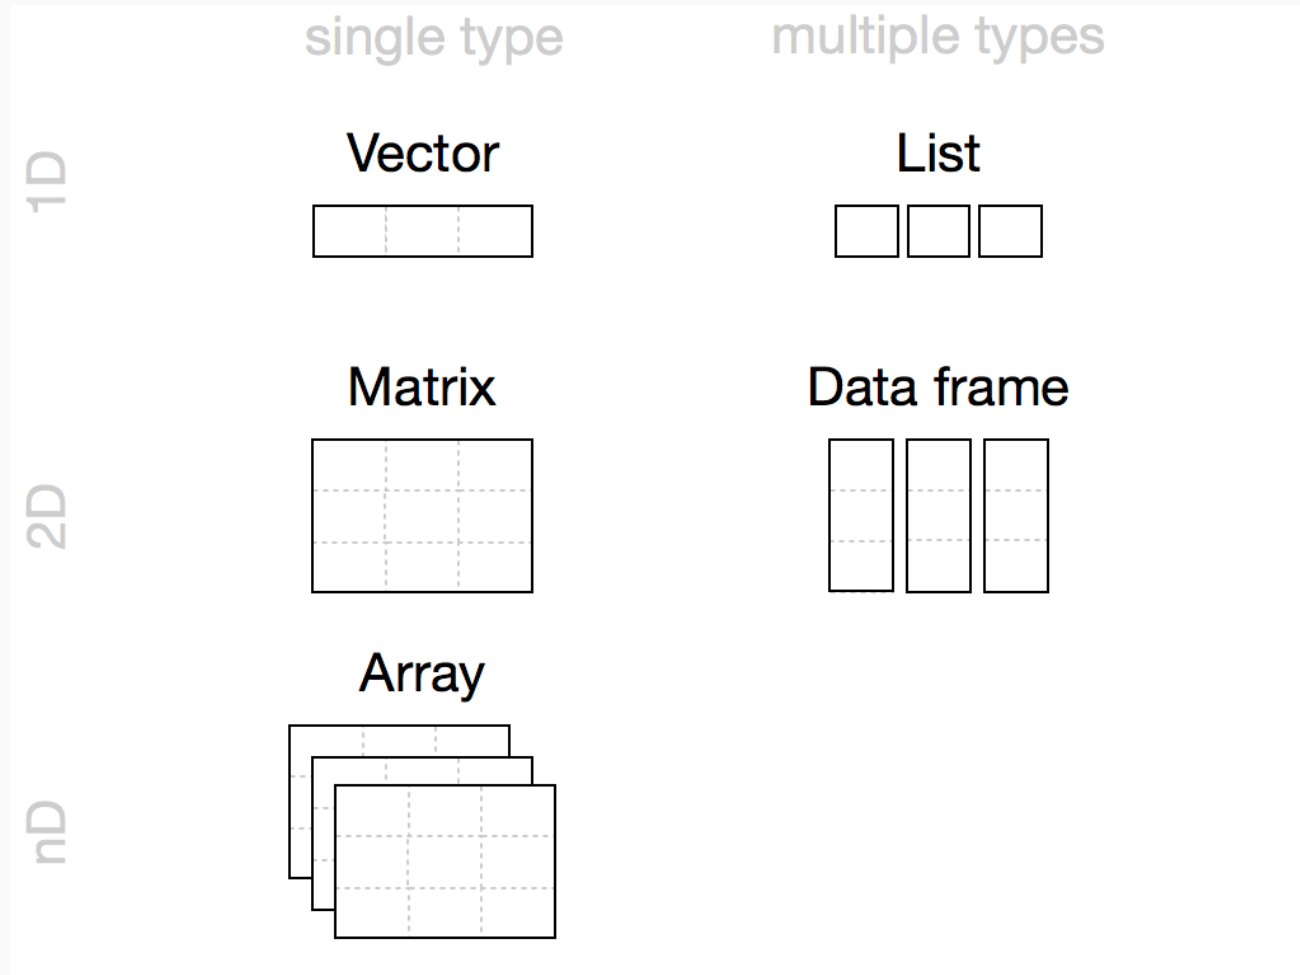 single type
multiple types
1D
Vector
List
2D
Matrix
Data frame
nD
Array